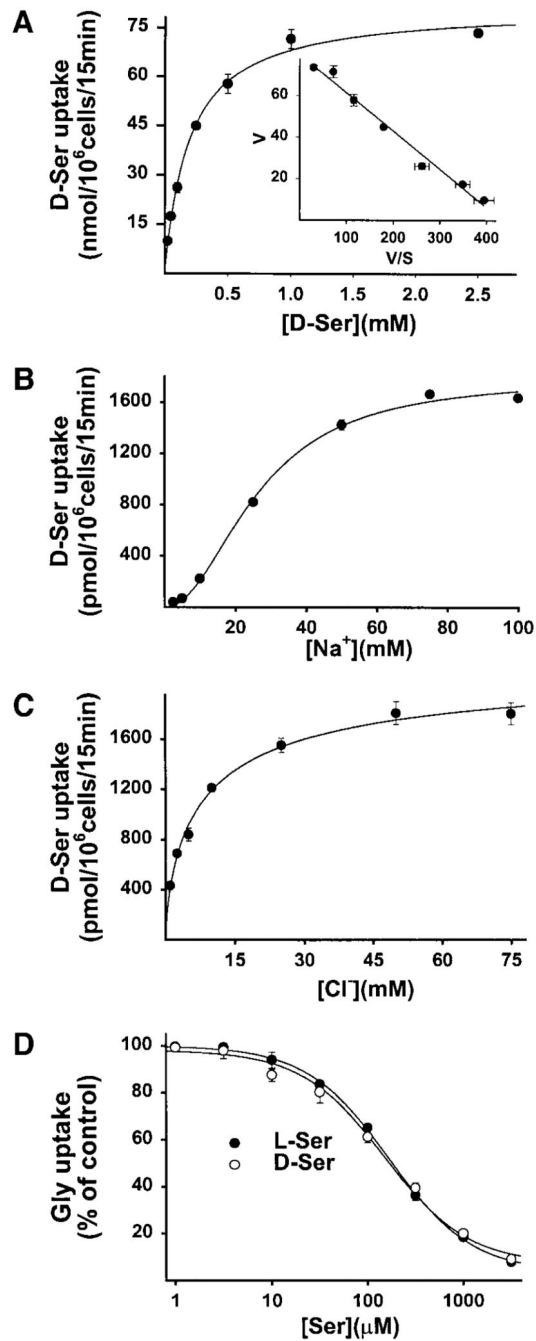 A
D-Ser uptake
(nmol/10⁶cells/15min)
75
60
45
30
15
V
60
40
20
100
200
300
400
V/S
0.5
1.0
1.5
2.0
2.5
[D-Ser](mM)
B
D-Ser uptake
(pmol/10⁶cells/15min)
1600
1200
800
400
20
40
60
80
100
[Na⁺](mM)
C
D-Ser uptake
(pmol/10⁶cells/15min)
1600
1200
800
400
15
30
45
60
75
[Cl⁻](mM)
D
Gly uptake
(% of control)
100
80
60
40
20
L-Ser
D-Ser
1
10
100
1000
[Ser](μM)